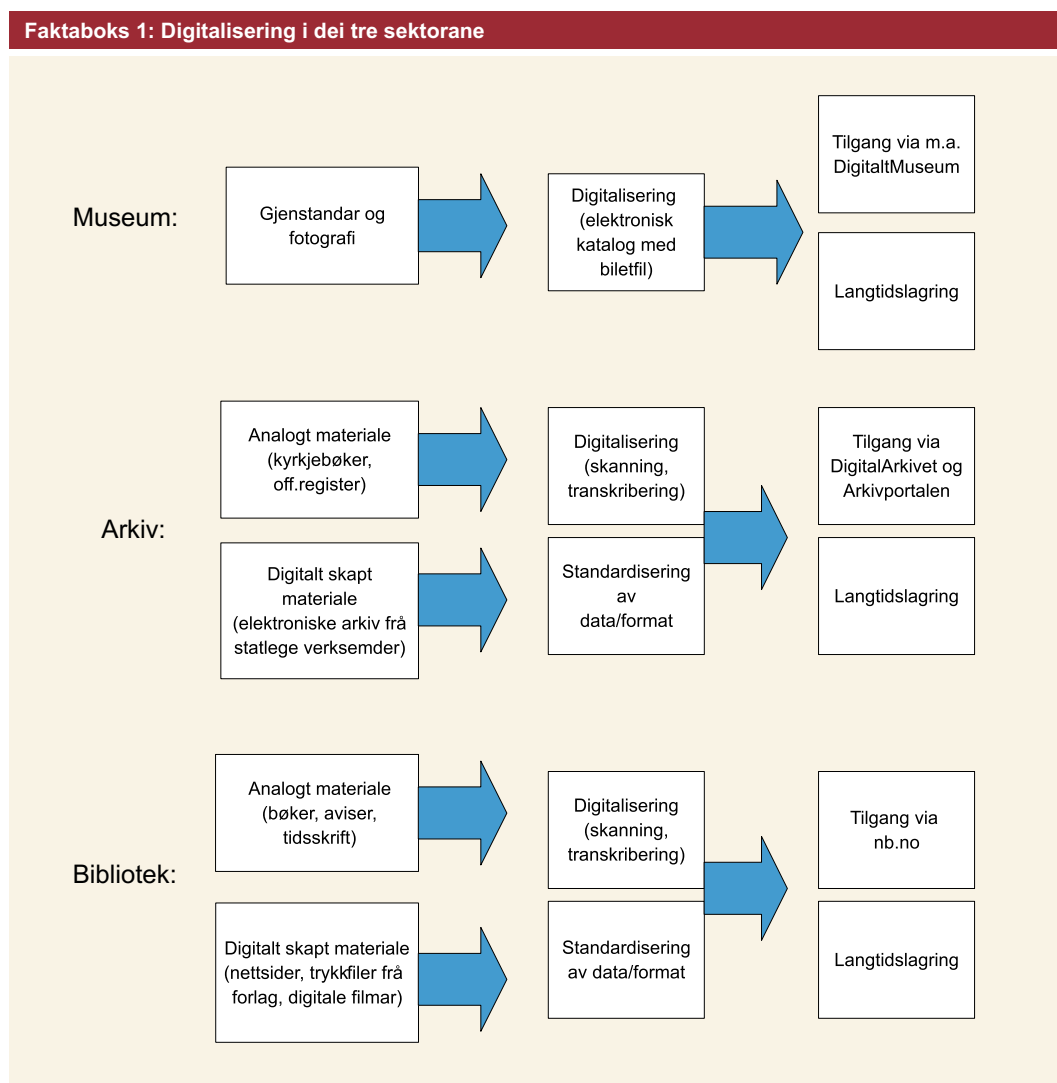 Faktaboks 1: Digitalisering i dei tre sektorane
Museum:
Gjenstandar og
fotografi
Digitalisering
(elektronisk
katalog med
biletfil)
Tilgang via m.a.
DigitaltMuseum
Langtidslagring
Arkiv:
Analogt materiale
(kyrkjebøker,
off.register)
Digitalt skapt
materiale
(elektroniske arkiv frå
statlege verksemder)
Digitalisering
(skanning,
transkribering)
Standardisering
av
data/format
Tilgang via
DigitalArkivet og
Arkivportalen
Langtidslagring
Bibliotek:
Analogt materiale
(bøker, aviser,
tidsskrift)
Digitalt skapt materiale
(nettsider, trykkfiler frå
forlag, digitale filmar)
Digitalisering
(skanning,
transkribering)
Standardisering
av data/format
Tilgang via
nb.no
Langtidslagring